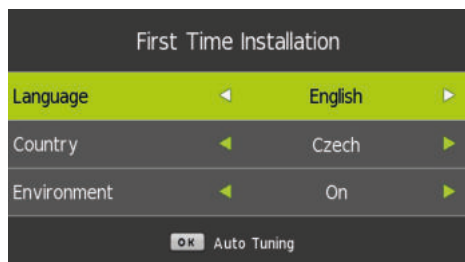 First Time Installation
Language English
Country Czech
Environment On
OK Auto Tuning